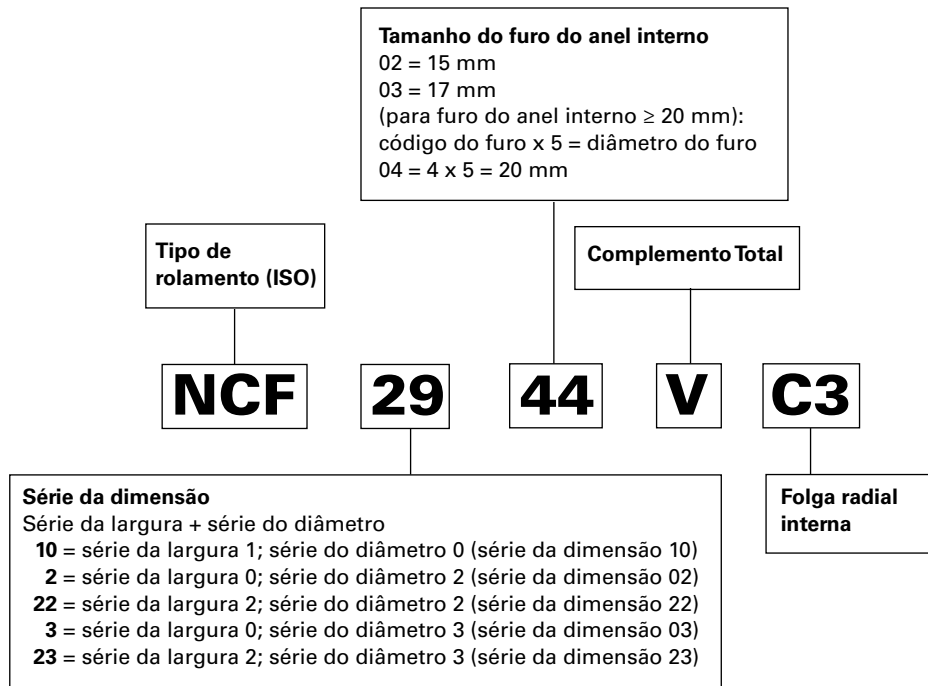 Tamanho do furo do anel interno
02 = 15 mm
03 = 17 mm
(para furo do anel interno ≥ 20 mm):
código do furo x 5 = diâmetro do furo
04 = 4 x 5 = 20 mm
Tipo de
rolamento (ISO)
Complemento Total
NCF 29 44 V C3
Série da dimensão
Série da largura + série do diâmetro
10 = série da largura 1; série do diâmetro 0 (série da dimensão 10)
2 = série da largura 0; série do diâmetro 2 (série da dimensão 02)
22 = série da largura 2; série do diâmetro 2 (série da dimensão 22)
3 = série da largura 0; série do diâmetro 3 (série da dimensão 03)
23 = série da largura 2; série do diâmetro 3 (série da dimensão 23)
Folga radial
interna